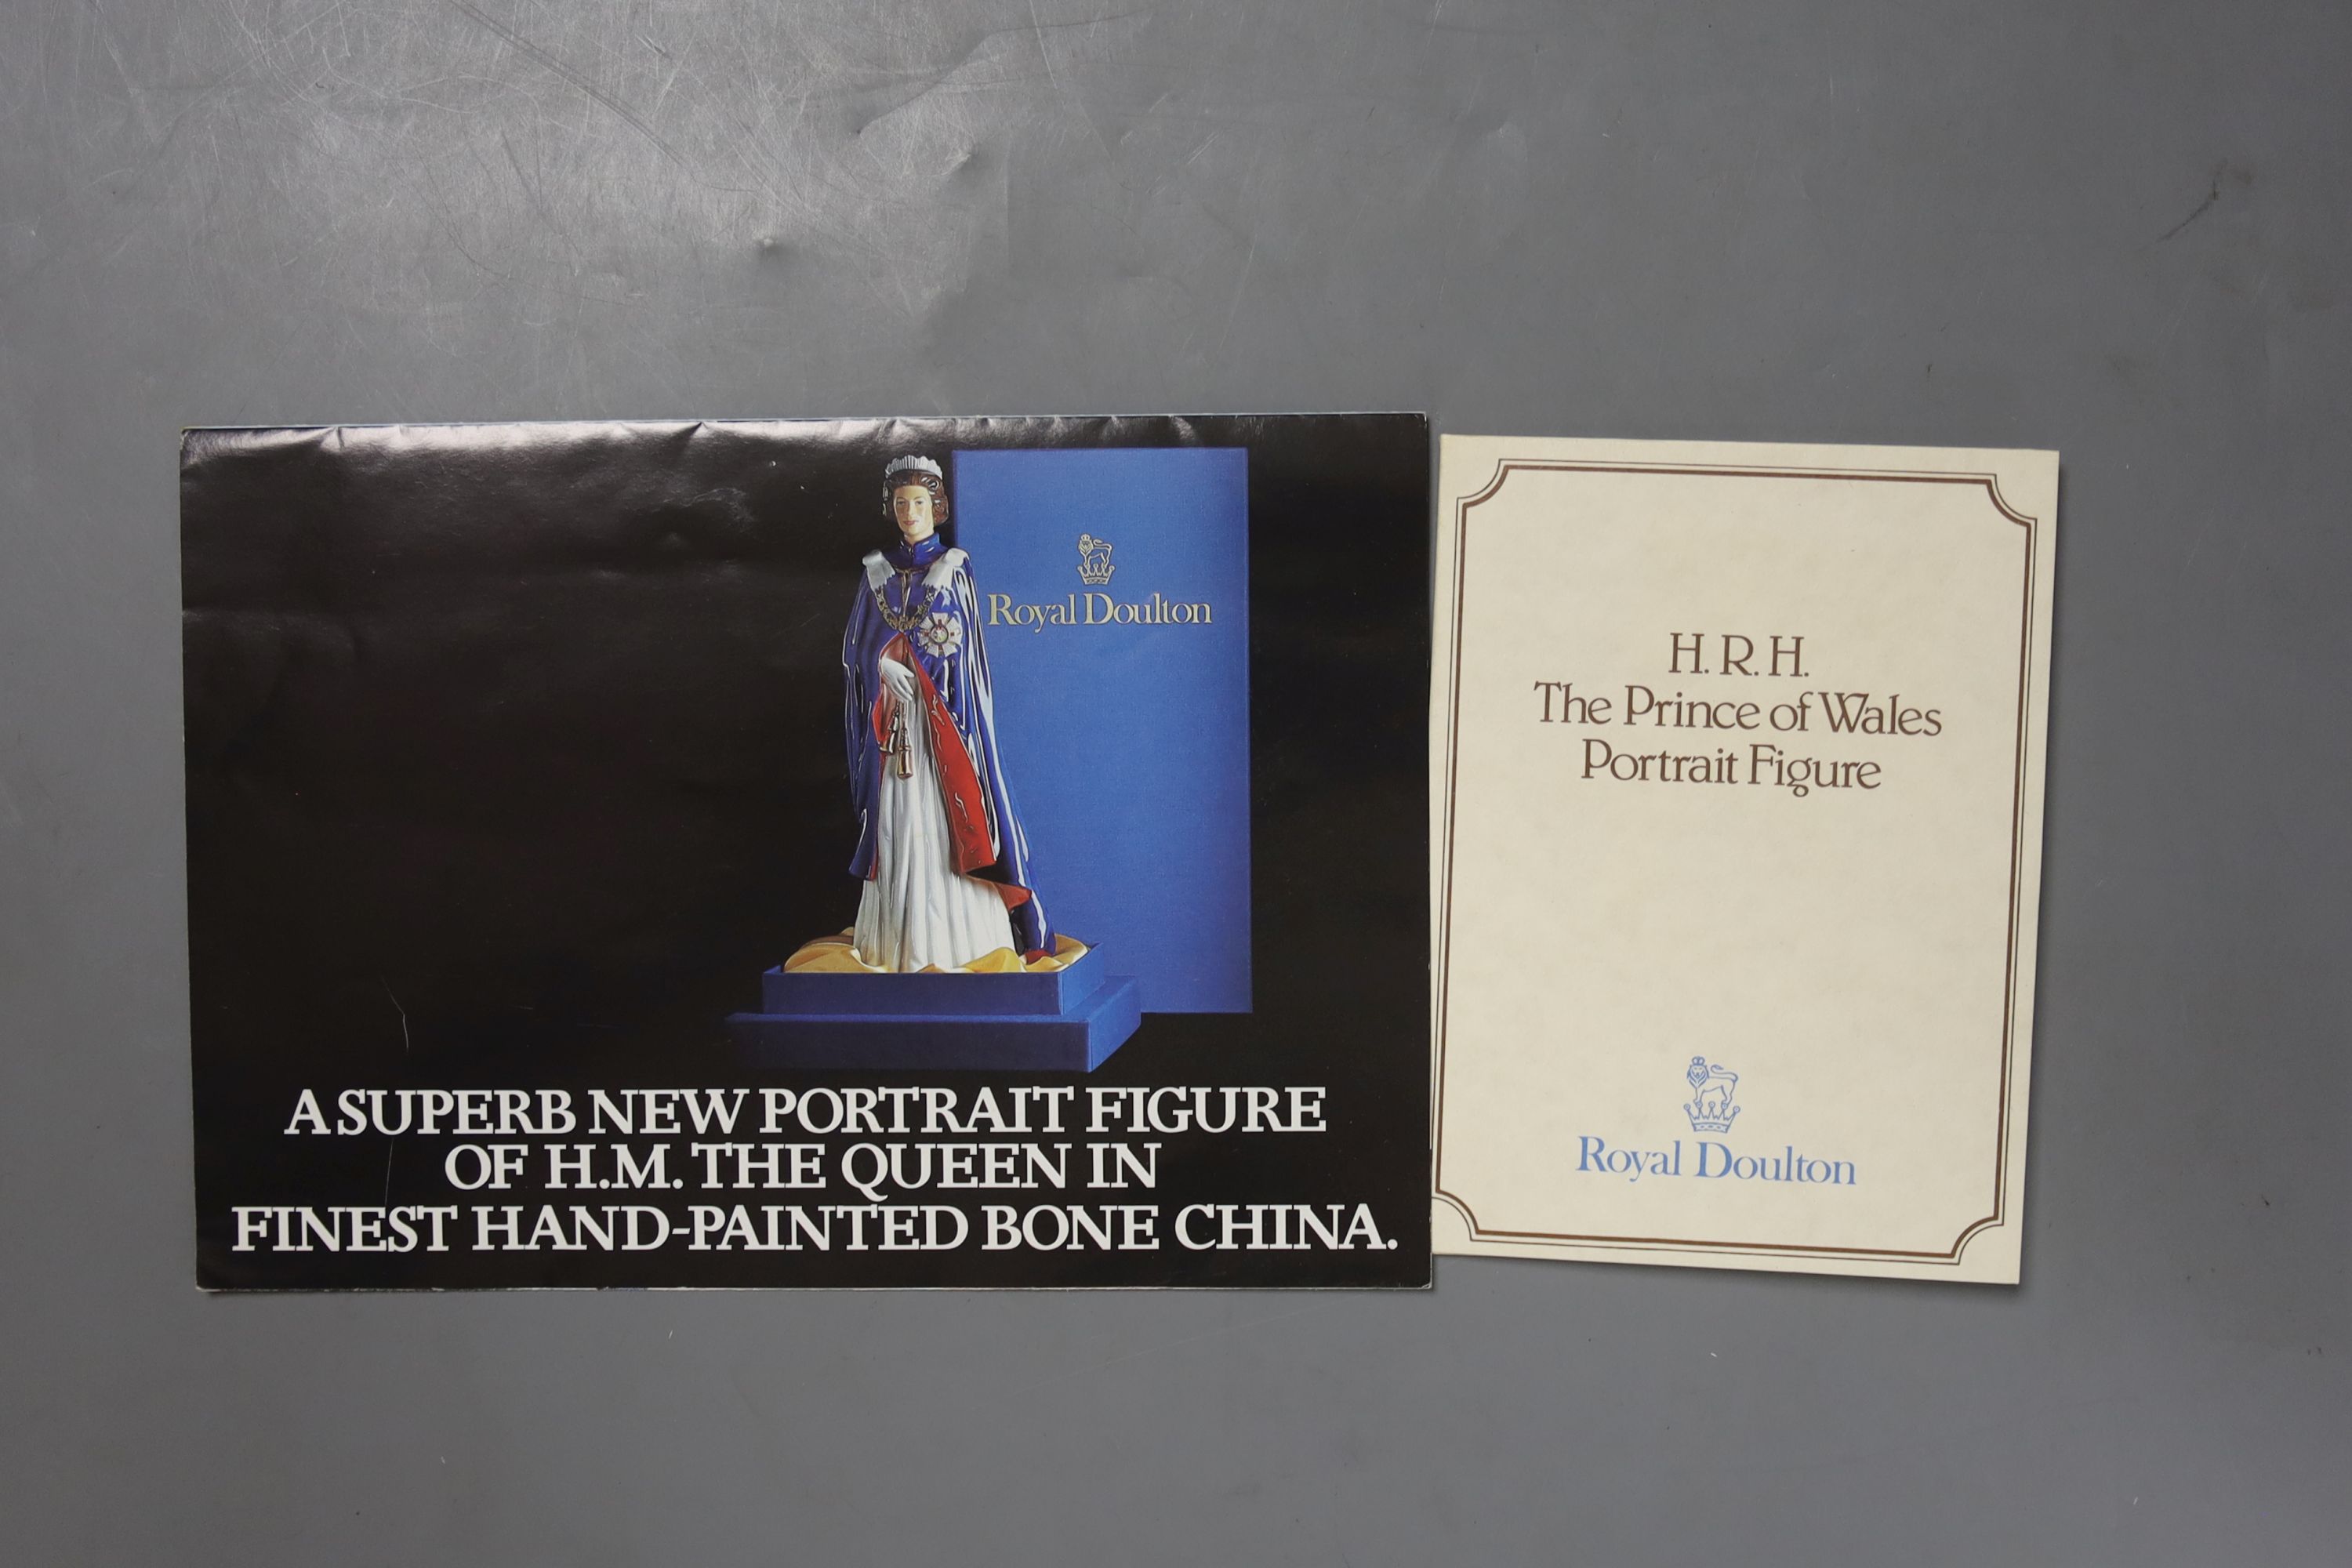 Royal Doulton
A SUPERB NEW PORTRAIT FIGURE
OF H.M. THE QUEEN IN
FINEST HAND-PAINTED BONE CHINA.
H. R. H.
The Prince of Wales
Portrait Figure
Royal Doulton